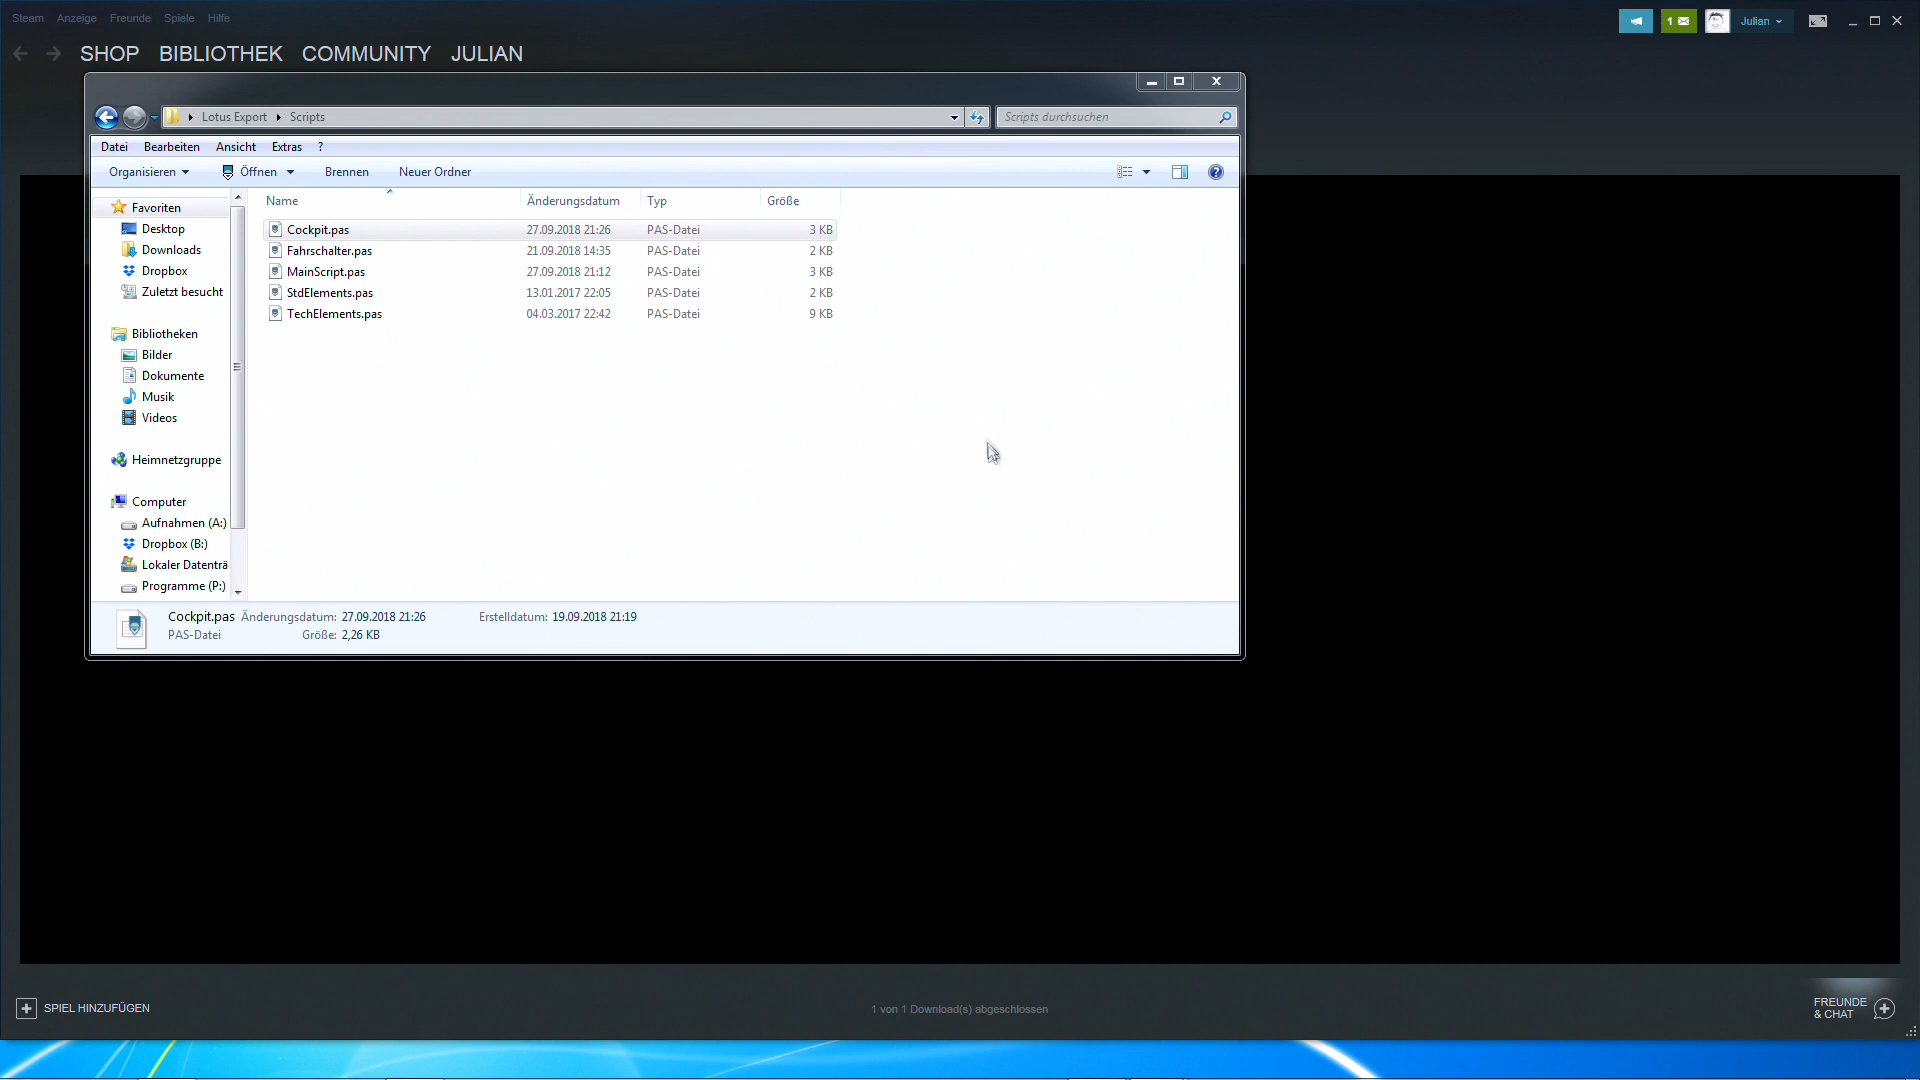 Steam Anzeige Freunde Spiele Hilfe
1
Julian
SHOP BIBLIOTHEK COMMUNITY JULIAN
Lotus Export Scripts
Scripts durchsuchen
Datei Bearbeiten Ansicht Extras ?
Organisieren Öffnen Brennen Neuer Ordner
Name Änderungsdatum Typ Größe
Cockpit.pas 27.09.2018 21:26 PAS-Datei 3 KB
Fahrschalter.pas 21.09.2018 14:35 PAS-Datei 2 KB
MainScript.pas 27.09.2018 21:12 PAS-Datei 3 KB
StdElements.pas 13.01.2017 22:05 PAS-Datei 2 KB
TechElements.pas 04.03.2017 22:42 PAS-Datei 9 KB
Favoriten
Desktop
Downloads
Dropbox
Zuletzt besucht
Bibliotheken
Bilder
Dokumente
Musik
Videos
Heimnetzgruppe
Computer
Aufnahmen (A:)
Dropbox (B:)
Lokaler Datenträ
Programme (P:)
Cockpit.pas Änderungsdatum: 27.09.2018 21:26 Erstelldatum: 19.09.2018 21:19
PAS-Datei Größe: 2,26 KB
SPIEL HINZUFÜGEN
1 von 1 Download(s) abgeschlossen
FREUNDE
& CHAT